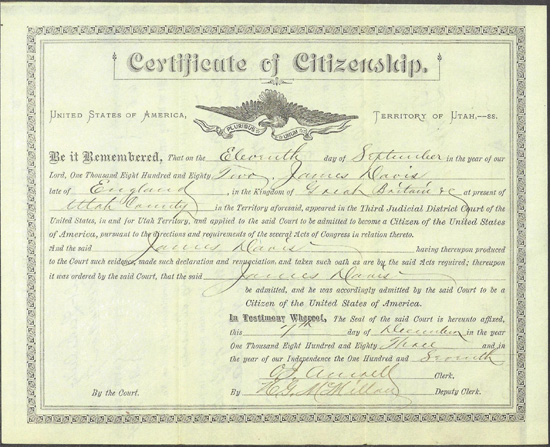 Certificate of Citizenship.
UNITED STATES OF AMERICA, TERRITORY OF UTAH,—ss.
E PLURIBUS UNUM
Be it Remembered, That on the Eleventh day of September in the year of our
Lord, One Thousand Eight Hundred and Eighty Two, James Davis
late of England, in the Kingdom of Great Britain &c at present of
Utah County in the Territory aforesaid, appeared in the Third Judicial District Court of the
United States, in and for Utah Territory, and applied to the said Court to be admitted to become a Citizen of the United States
of America, pursuant to the directions and requirements of the several Acts of Congress in relation thereto.
And the said James Davis having thereupon produced
to the Court such evidence, made such declaration and renunciation, and taken such oath as are by the said Acts required; thereupon
it was ordered by the said Court, that the said James Davis
be admitted, and he was accordingly admitted by the said Court to be a
Citizen of the United States of America.
In Testimony Whereof, The Seal of the said Court is hereunto affixed,
this 7th day of December in the year
One Thousand Eight Hundred and Eighty Three and in
the year of our Independence the One Hundred and Seventh
Clerk.
By the Court. By H.G. McMillan Deputy Clerk.